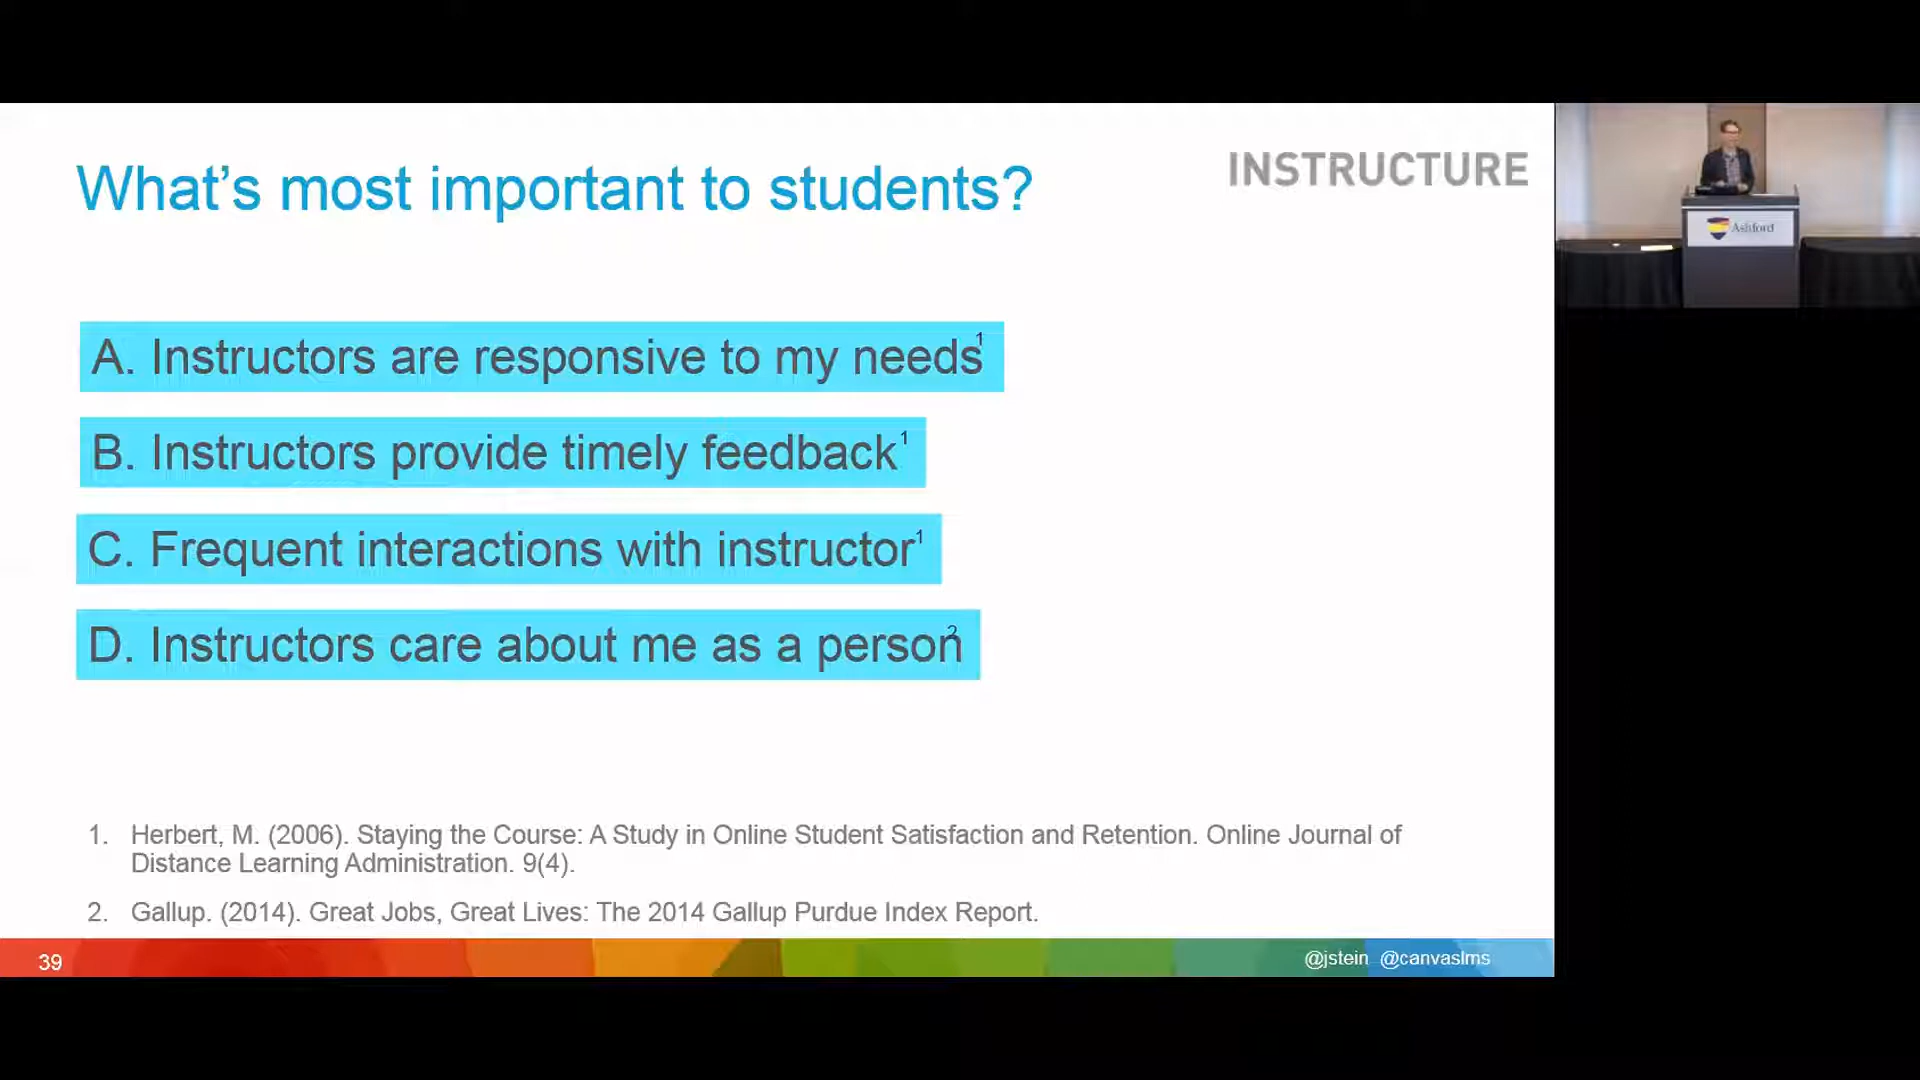 What's most important to students?
INSTRUCTURE
A. Instructors are responsive to my needs¹
B. Instructors provide timely feedback¹
C. Frequent interactions with instructor¹
D. Instructors care about me as a person²
1. Herbert, M. (2006). Staying the Course: A Study in Online Student Satisfaction and Retention. Online Journal of
Distance Learning Administration. 9(4).
2. Gallup. (2014). Great Jobs, Great Lives: The 2014 Gallup Purdue Index Report.
39
@jstein @canvaslms
Ashford